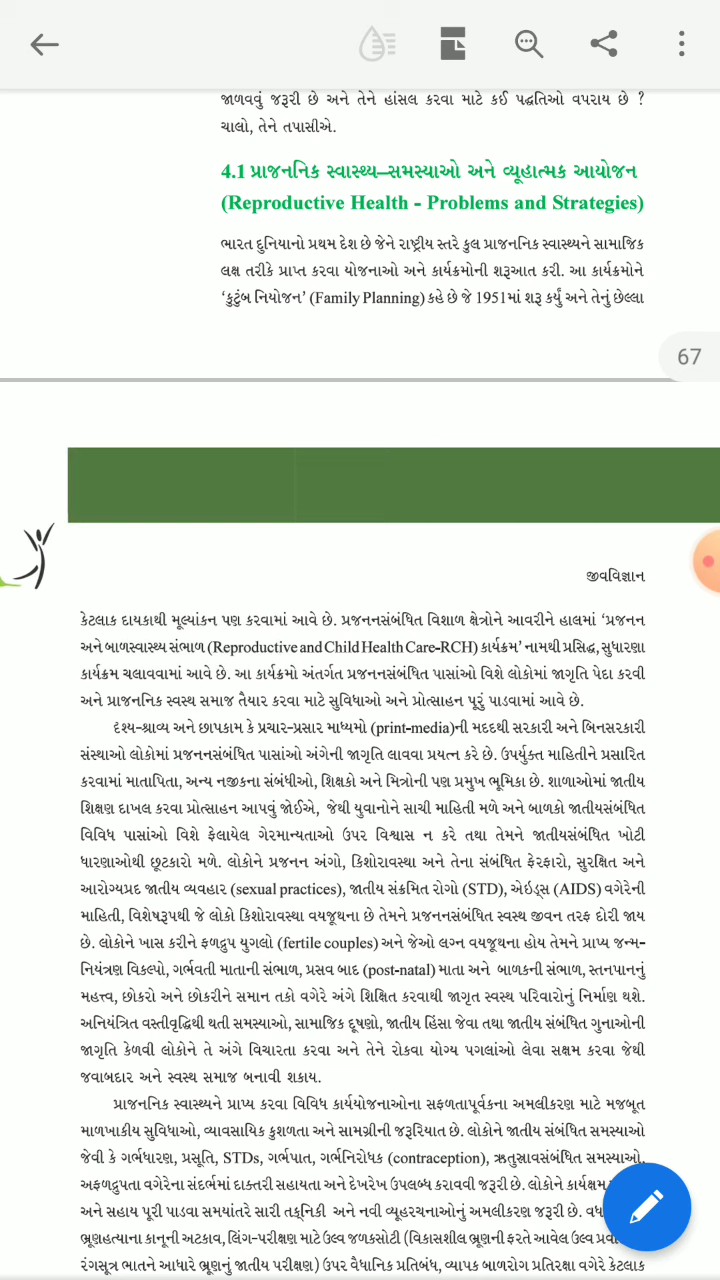 જાળવવું જરૂરી છે અને તેને હાંસલ કરવા માટે કઈ પદ્ધતિઓ વપરાય છે ?
ચાલો, તેને તપાસીએ.
4.1 પ્રાજનનિક સ્વાસ્થ્ય–સમસ્યાઓ અને વ્યૂહાત્મક આયોજન
(Reproductive Health - Problems and Strategies)
ભારત દુનિયાનો પ્રથમ દેશ છે જેને રાષ્ટ્રીય સ્તરે કુલ પ્રાજનનિક સ્વાસ્થ્યને સામાજિક
લક્ષ તરીકે પ્રાપ્ત કરવા યોજનાઓ અને કાર્યક્રમોની શરૂઆત કરી. આ કાર્યક્રમોને
‘કુટુંબ નિયોજન’ (Family Planning) કહે છે જે 1951માં શરૂ કર્યું અને તેનું છેલ્લા
67
જીવવિજ્ઞાન
કેટલાક દાયકાથી મૂલ્યાંકન પણ કરવામાં આવે છે. પ્રજનનસંબંધિત વિશાળ ક્ષેત્રોને આવરીને હાલમાં ‘પ્રજનન
અને બાળસ્વાસ્થ્ય સંભાળ (Reproductive and Child Health Care-RCH) કાર્યક્રમ’ નામથી પ્રસિદ્ધ, સુધારણા
કાર્યક્રમ ચલાવવામાં આવે છે. આ કાર્યક્રમો અંતર્ગત પ્રજનનસંબંધિત પાસાંઓ વિશે લોકોમાં જાગૃતિ પેદા કરવી
અને પ્રાજનનિક સ્વસ્થ સમાજ તૈયાર કરવા માટે સુવિધાઓ અને પ્રોત્સાહન પૂરું પાડવામાં આવે છે.
દૃશ્ય-શ્રાવ્ય અને છાપકામ કે પ્રચાર-પ્રસાર માધ્યમો (print-media)ની મદદથી સરકારી અને બિનસરકારી
સંસ્થાઓ લોકોમાં પ્રજનનસંબંધિત પાસાંઓ અંગેની જાગૃતિ લાવવા પ્રયત્ન કરે છે. ઉપર્યુક્ત માહિતીને પ્રસારિત
કરવામાં માતાપિતા, અન્ય નજીકના સંબંધીઓ, શિક્ષકો અને મિત્રોની પણ પ્રમુખ ભૂમિકા છે. શાળાઓમાં જાતીય
શિક્ષણ દાખલ કરવા પ્રોત્સાહન આપવું જોઈએ, જેથી યુવાનોને સાચી માહિતી મળે અને બાળકો જાતીયસંબંધિત
વિવિધ પાસાંઓ વિશે ફેલાયેલ ગેરમાન્યતાઓ ઉપર વિશ્વાસ ન કરે તથા તેમને જાતીયસંબંધિત ખોટી
ધારણાઓથી છૂટકારો મળે. લોકોને પ્રજનન અંગો, કિશોરાવસ્થા અને તેના સંબંધિત ફેરફારો, સુરક્ષિત અને
આરોગ્યપ્રદ જાતીય વ્યવહાર (sexual practices), જાતીય સંક્રમિત રોગો (STD), એઇડ્સ (AIDS) વગેરેની
માહિતી, વિશેષરૂપથી જે લોકો કિશોરાવસ્થા વયજૂથના છે તેમને પ્રજનનસંબંધિત સ્વસ્થ જીવન તરફ દોરી જાય
છે. લોકોને ખાસ કરીને ફળદ્રુપ યુગલો (fertile couples) અને જેઓ લગ્ન વયજૂથના હોય તેમને પ્રાપ્ય જન્મ-
નિયંત્રણ વિકલ્પો, ગર્ભવતી માતાની સંભાળ, પ્રસવ બાદ (post-natal) માતા અને બાળકની સંભાળ, સ્તનપાનનું
મહત્ત્વ, છોકરો અને છોકરીને સમાન તકો વગેરે અંગે શિક્ષિત કરવાથી જાગૃત સ્વસ્થ પરિવારોનું નિર્માણ થશે.
અનિયંત્રિત વસ્તીવૃદ્ધિથી થતી સમસ્યાઓ, સામાજિક દૂષણો, જાતીય હિંસા જેવા તથા જાતીય સંબંધિત ગુનાઓની
જાગૃતિ કેળવી લોકોને તે અંગે વિચારતા કરવા અને તેને રોકવા યોગ્ય પગલાંઓ લેવા સક્ષમ કરવા જેથી
જવાબદાર અને સ્વસ્થ સમાજ બનાવી શકાય.
પ્રાજનનિક સ્વાસ્થ્યને પ્રાપ્ય કરવા વિવિધ કાર્યયોજનાઓના સફળતાપૂર્વકના અમલીકરણ માટે મજબૂત
માળખાકીય સુવિધાઓ, વ્યાવસાયિક કુશળતા અને સામગ્રીની જરૂરિયાત છે. લોકોને જાતીય સંબંધિત સમસ્યાઓ
જેવી કે ગર્ભધારણ, પ્રસૂતિ, STDs, ગર્ભપાત, ગર્ભનિરોધક (contraception), ઋતુસ્રાવસંબંધિત સમસ્યાઓ,
અફળદ્રુપતા વગેરેના સંદર્ભમાં દાક્તરી સહાયતા અને દેખરેખ ઉપલબ્ધ કરાવવી જરૂરી છે. લોકોને કાર્યક્ષમ
અને સહાય પૂરી પાડવા સમયાંતરે સારી તક્નિકી અને નવી વ્યૂહરચનાઓનું અમલીકરણ જરૂરી છે.
ભ્રૂણહત્યાના કાનૂની અટકાવ, લિંગ-પરીક્ષણ માટે ઉલ્વ જળકસોટી (વિકાસશીલ ભ્રૂણની ફરતે આવેલ ઉલ્વ
રંગસૂત્ર ભાતને આધારે ભ્રૂણનું જાતીય પરીક્ષણ) ઉપર વૈધાનિક પ્રતિબંધ, વ્યાપક બાળરોગ પ્રતિરક્ષા વગેરે કેટલાક